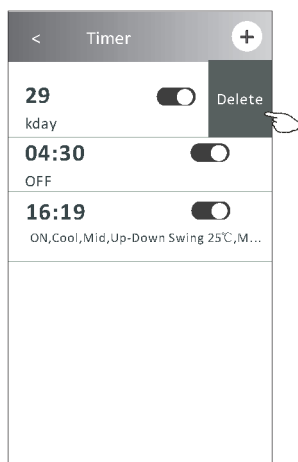 < Timer +
29 Delete
kday
04:30
OFF
16:19
ON,Cool,Mid,Up-Down Swing 25℃,M...